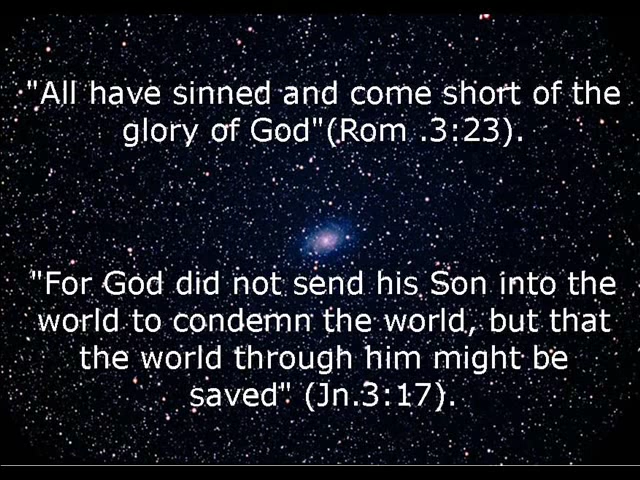 "All have sinned and come short of the
glory of God"(Rom .3:23).
"For God did not send his Son into the
world to condemn the world, but that
the world through him might be
saved" (Jn.3:17).